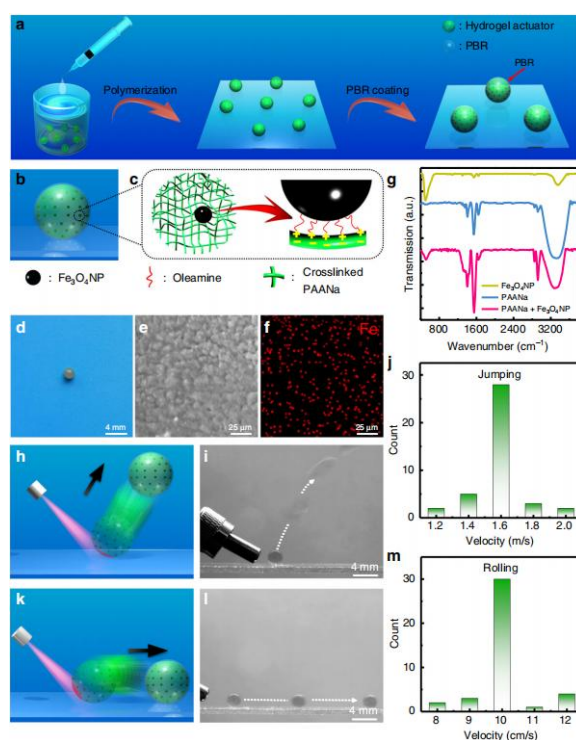 a
: Hydrogel actuator
: PBR
Polymerization
PBR coating
PBR
b
c
: Fe₃O₄NP
: Oleamine
: Crosslinked
PAANa
g
Transmission (a.u.)
Fe₃O₄NP
PAANa
PAANa + Fe₃O₄NP
800 1600 2400 3200
Wavenumber (cm⁻¹)
d
4 mm
e
25 µm
f
Fe
25 µm
j
Jumping
Count
30
20
10
0
1.2 1.4 1.6 1.8 2.0
Velocity (m/s)
h
i
4 mm
k
l
4 mm
m
Rolling
Count
30
20
10
0
8 9 10 11 12
Velocity (cm/s)